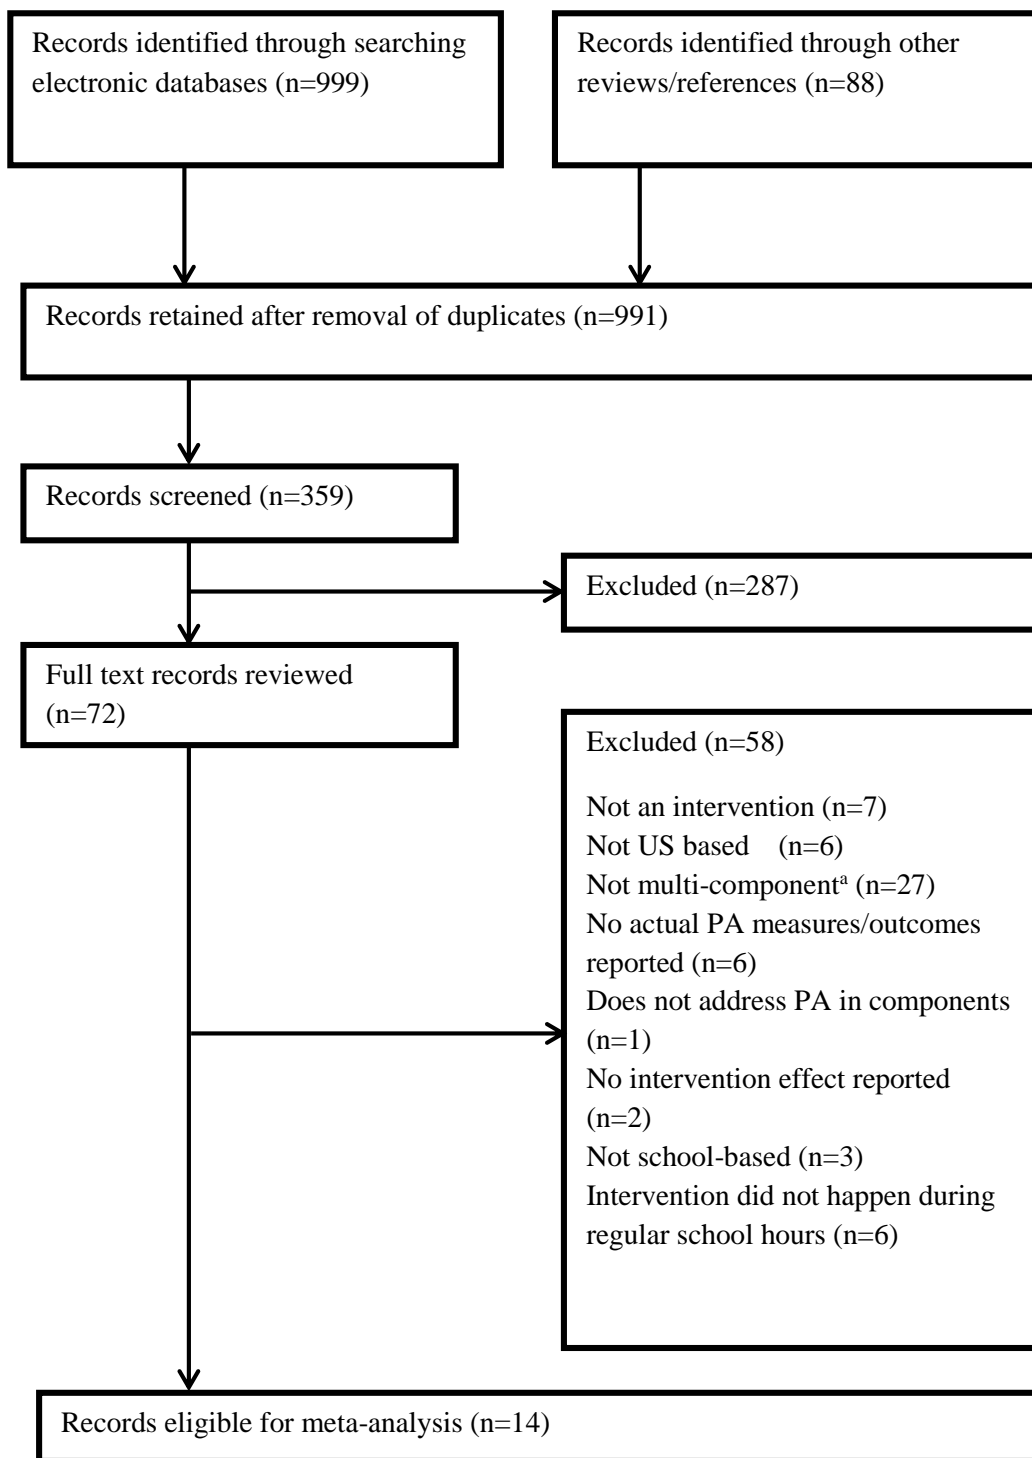 Records identified through searching
electronic databases (n=999)
Records identified through other
reviews/references (n=88)
Records retained after removal of duplicates (n=991)
Records screened (n=359)
Excluded (n=287)
Full text records reviewed
(n=72)
Excluded (n=58)
Not an intervention (n=7)
Not US based (n=6)
Not multi-componentᵃ (n=27)
No actual PA measures/outcomes
reported (n=6)
Does not address PA in components
(n=1)
No intervention effect reported
(n=2)
Not school-based (n=3)
Intervention did not happen during
regular school hours (n=6)
Records eligible for meta-analysis (n=14)